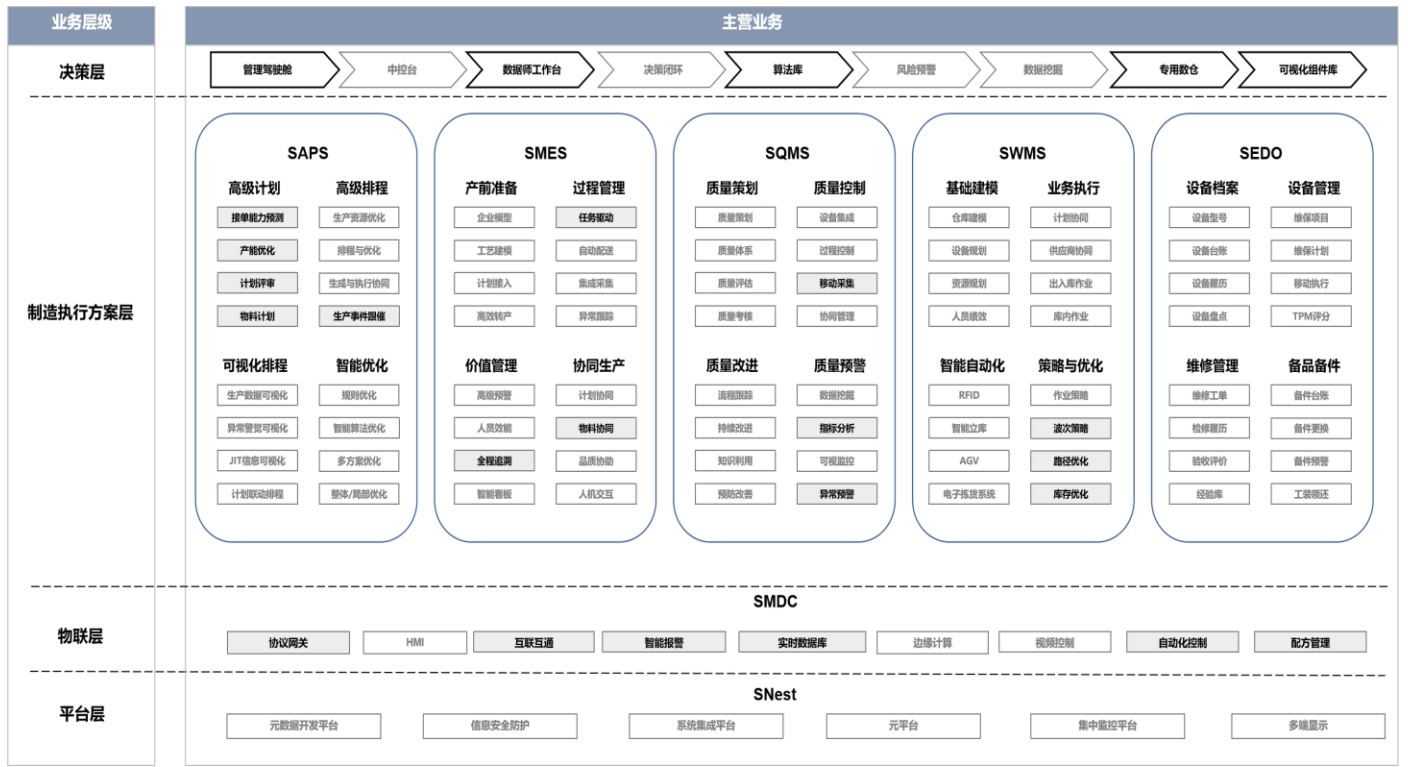 业务层级
主营业务
决策层
管理驾驶舱
中控台
数据师工作台
决策闭环
算法库
风险预警
数据挖掘
专用数仓
可视化组件库
制造执行方案层
SAPS
高级计划
接单能力预测
产能优化
计划评审
物料计划
高级排程
生产资源优化
排程与优化
生成与执行协同
生产事件跟催
可视化排程
生产数据可视化
异常警觉可视化
JIT信息可视化
计划联动排程
智能优化
规则优化
智能算法优化
多方案优化
整体/局部优化
SMES
产前准备
企业模型
工艺建模
计划接入
高效转产
过程管理
任务驱动
自动配送
集成采集
异常跟踪
价值管理
高级预警
人员效能
全程追溯
智能看板
协同生产
计划协同
物料协同
品质协助
人机交互
SQMS
质量策划
质量策划
质量体系
质量评估
质量考核
质量控制
设备集成
过程控制
移动采集
协同管理
质量改进
流程跟踪
持续改进
知识利用
预防改善
质量预警
数据挖掘
指标分析
可视监控
异常预警
SWMS
基础建模
仓库建模
设备规划
资源规划
人员绩效
业务执行
计划协同
供应商协同
出入库作业
库内作业
智能自动化
RFID
智能立库
AGV
电子拣货系统
策略与优化
作业策略
波次策略
路径优化
库存优化
SEDO
设备档案
设备型号
设备台账
设备履历
设备盘点
设备管理
维保项目
维保计划
移动执行
TPM评分
维修管理
维修工单
检修履历
验收评价
经验库
备品备件
备件台账
备件更换
备件预警
工装领还
物联层
SMDC
协议网关
HMI
互联互通
智能报警
实时数据库
边缘计算
视频控制
自动化控制
配方管理
平台层
SNest
元数据开发平台
信息安全防护
系统集成平台
元平台
集中监控平台
多端显示